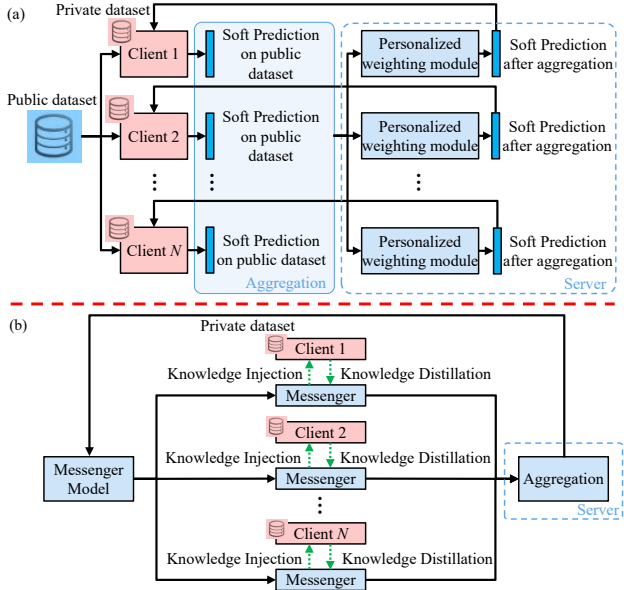 (a)
Private dataset
Public dataset
Client 1
Soft Prediction
on public
dataset
Personalized
weighting module
Soft Prediction
after aggregation
Client 2
Soft Prediction
on public
dataset
Personalized
weighting module
Soft Prediction
after aggregation
...
...
...
Client N
Soft Prediction
on public dataset
Personalized
weighting module
Soft Prediction
after aggregation
Aggregation
Server
(b)
Private dataset
Client 1
Knowledge Injection
Knowledge Distillation
Messenger
Client 2
Knowledge Injection
Knowledge Distillation
Messenger
Messenger
Model
Aggregation
Server
...
Client N
Knowledge Injection
Knowledge Distillation
Messenger